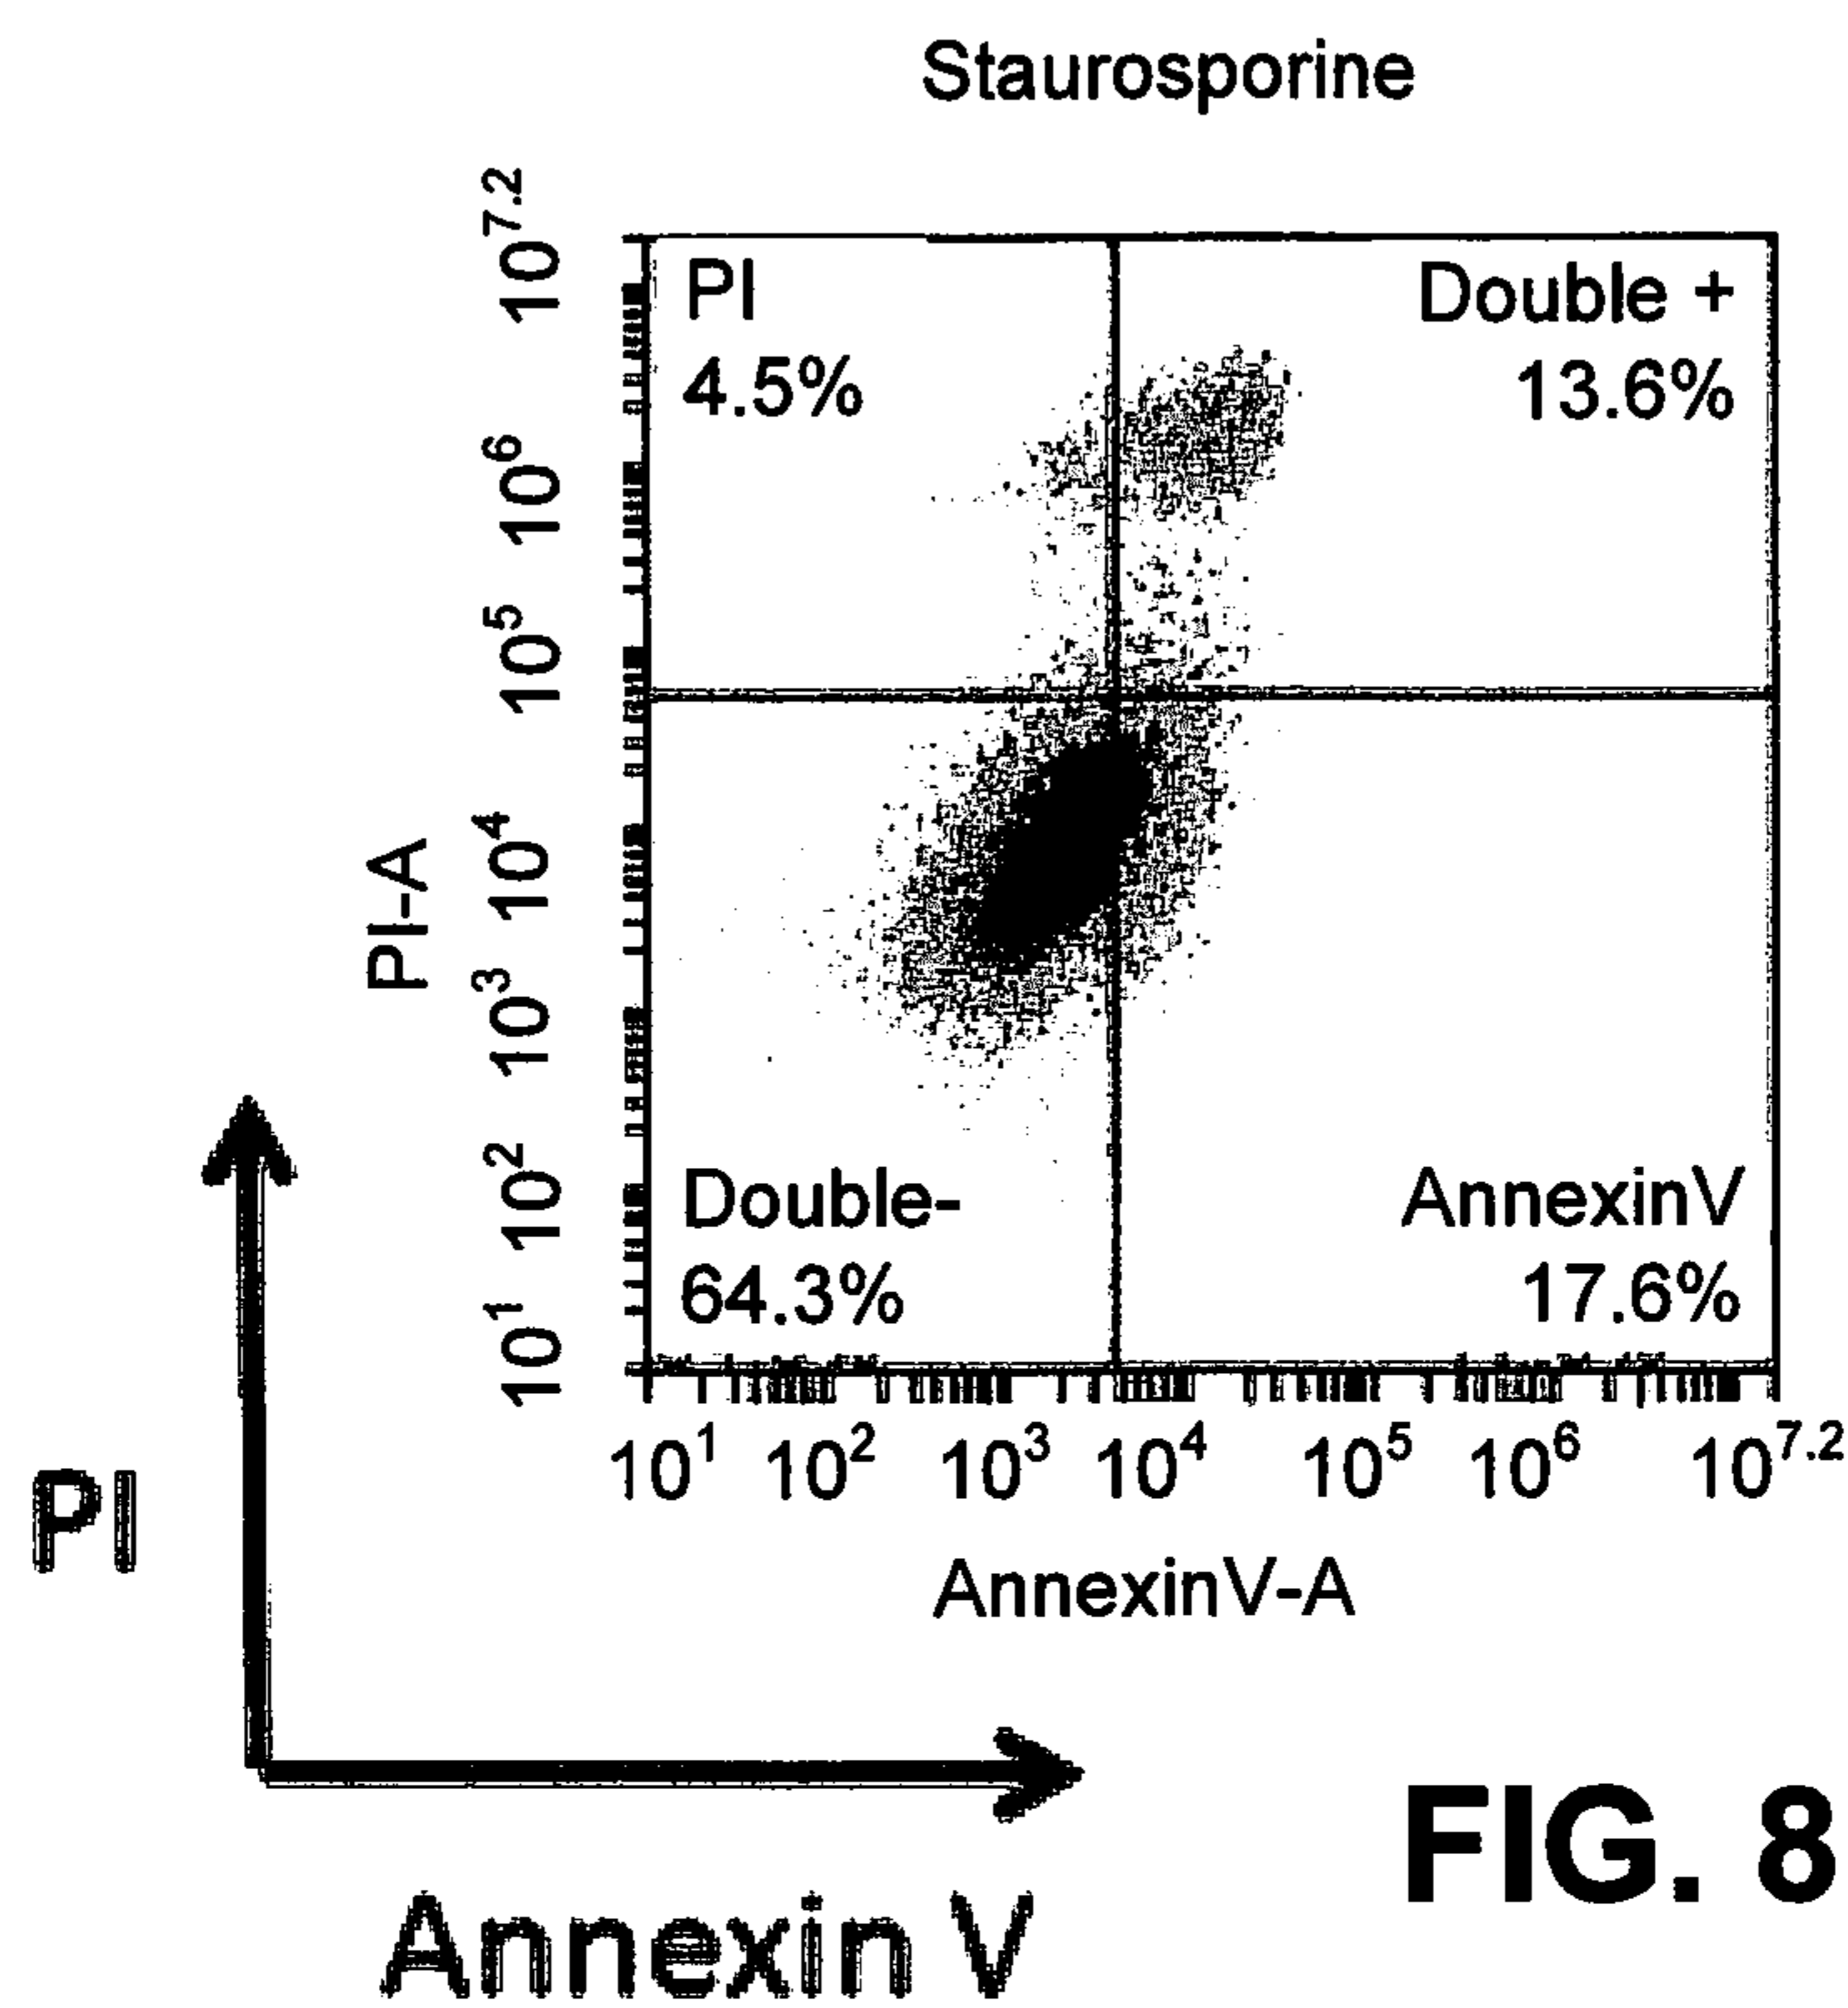 Staurosporine
PI
4.5%
Double +
13.6%
Double-
64.3%
AnnexinV
17.6%
10^7.2
10^6
10^5
10^4
10^3
10^2
10^1
PI-A
10^1 10^2 10^3 10^4 10^5 10^6 10^7.2
AnnexinV-A
PI
Annexin V
FIG. 8